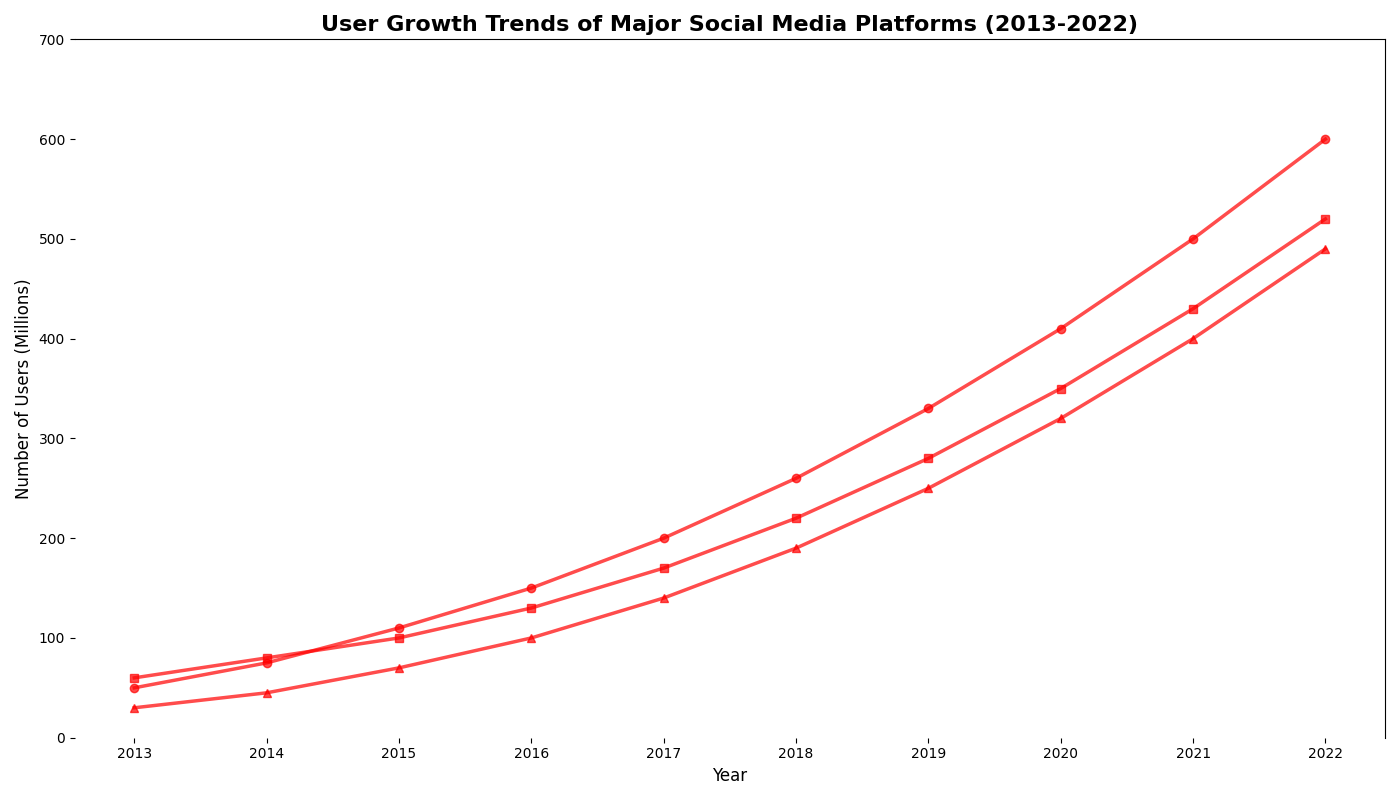 User Growth Trends of Major Social Media Platforms (2013-2022)
Number of Users (Millions)
700
600
500
400
300
200
100
0
2013 2014 2015 2016 2017 2018 2019 2020 2021 2022
Year